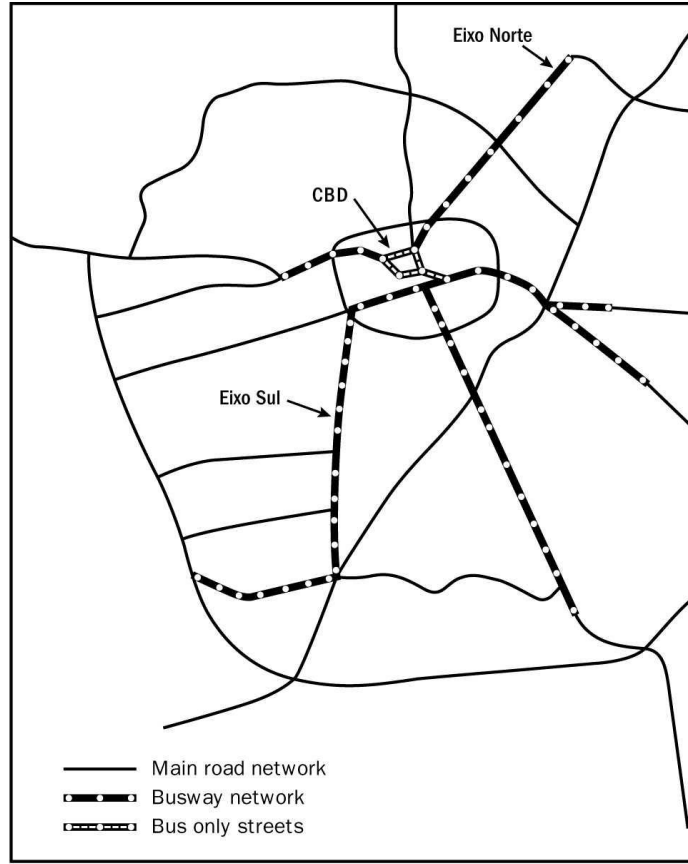 Eixo Norte
CBD
Eixo Sul
Main road network
Busway network
Bus only streets